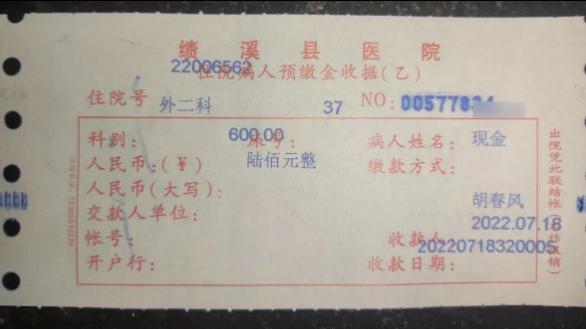 绩溪县医院
22006562
住院病人预缴金收据(乙)
住院号 外二科 37 NO: 00577834
科别: 600.00 床号: 病人姓名: 现金
人民币:(¥) 陆佰元整 缴款方式:
人民币(大写):
交款人单位: 胡春风
2022.07.18
帐号: 收款人: 20220718320005
开户行: 收款日期:
出院凭此联结帐